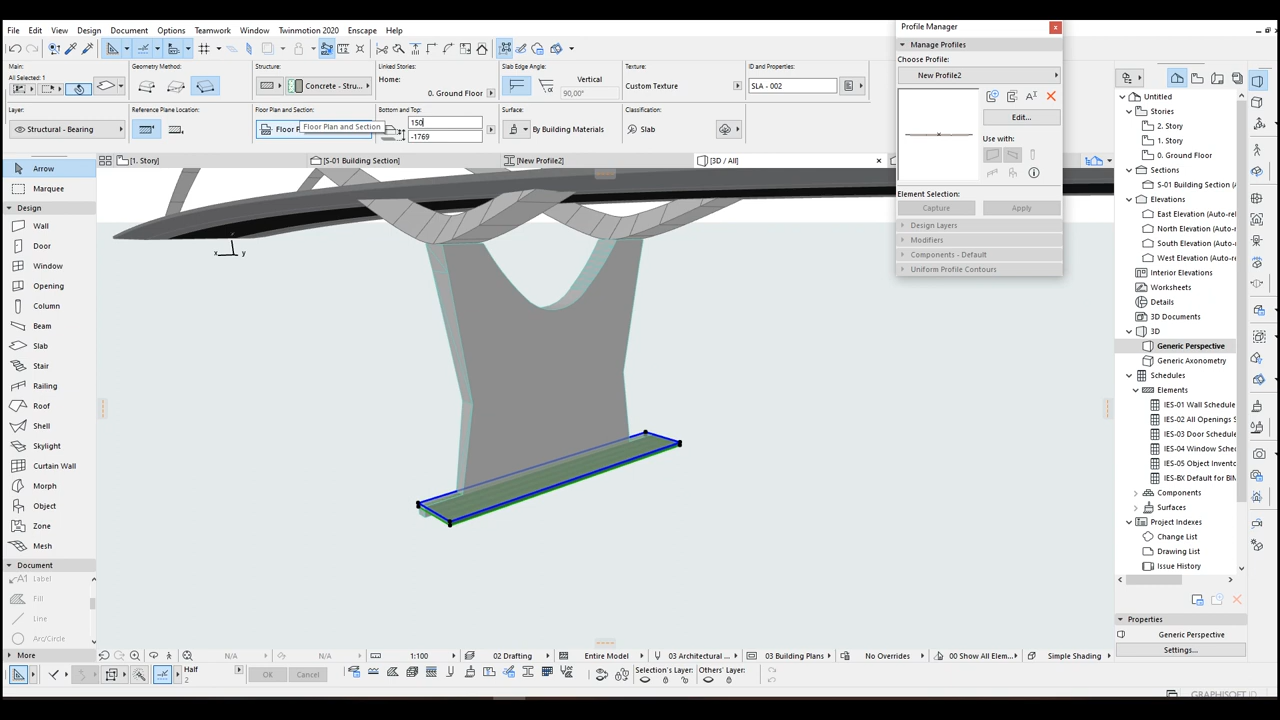 Profile Manager
File Edit View Design Document Options Teamwork Window Twinmotion 2020 Enscape Help
Manage Profiles
Choose Profile:
New Profile2
Edit...
Use with:
Element Selection:
Capture Apply
Design Layers
Modifiers
Components - Default
Uniform Profile Contours
Main: Geometry Method: Structure: Linked Stories: Slab Edge Angle: Texture: ID and Properties:
All Selected: 1
Concrete - Stru...
Home:
0. Ground Floor
Vertical
90,00°
Custom Texture
SLA - 002
Layer: Reference Plane Location: Floor Plan and Section: Bottom and Top: Surface: Classification:
Structural - Bearing
Floor P
Floor Plan and Section
150
-1769
By Building Materials
Slab
[1. Story] [S-01 Building Section] [New Profile2] [3D / All]
Arrow
Marquee
Design
Wall
Door
Window
Opening
Column
Beam
Slab
Stair
Railing
Roof
Shell
Skylight
Curtain Wall
Morph
Object
Zone
Mesh
Document
Label
Fill
Line
Arc/Circle
More
x y
Untitled
Stories
2. Story
1. Story
0. Ground Floor
Sections
S-01 Building Section (
Elevations
East Elevation (Auto-re
North Elevation (Auto-
South Elevation (Auto-
West Elevation (Auto-r
Interior Elevations
Worksheets
Details
3D Documents
3D
Generic Perspective
Generic Axonometry
Schedules
Elements
IES-01 Wall Schedule
IES-02 All Openings S
IES-03 Door Schedule
IES-04 Window Sche
IES-05 Object Invento
IES-BX Default for BIM
Components
Surfaces
Project Indexes
Change List
Drawing List
Issue History
Properties
Generic Perspective
Settings...
N/A N/A 1:100 02 Drafting Entire Model 03 Architectural ... 03 Building Plans No Overrides 00 Show All Elem... Simple Shading
Half
2
OK Cancel
Selection's Layer: Others' Layer:
GRAPHISOFT ID